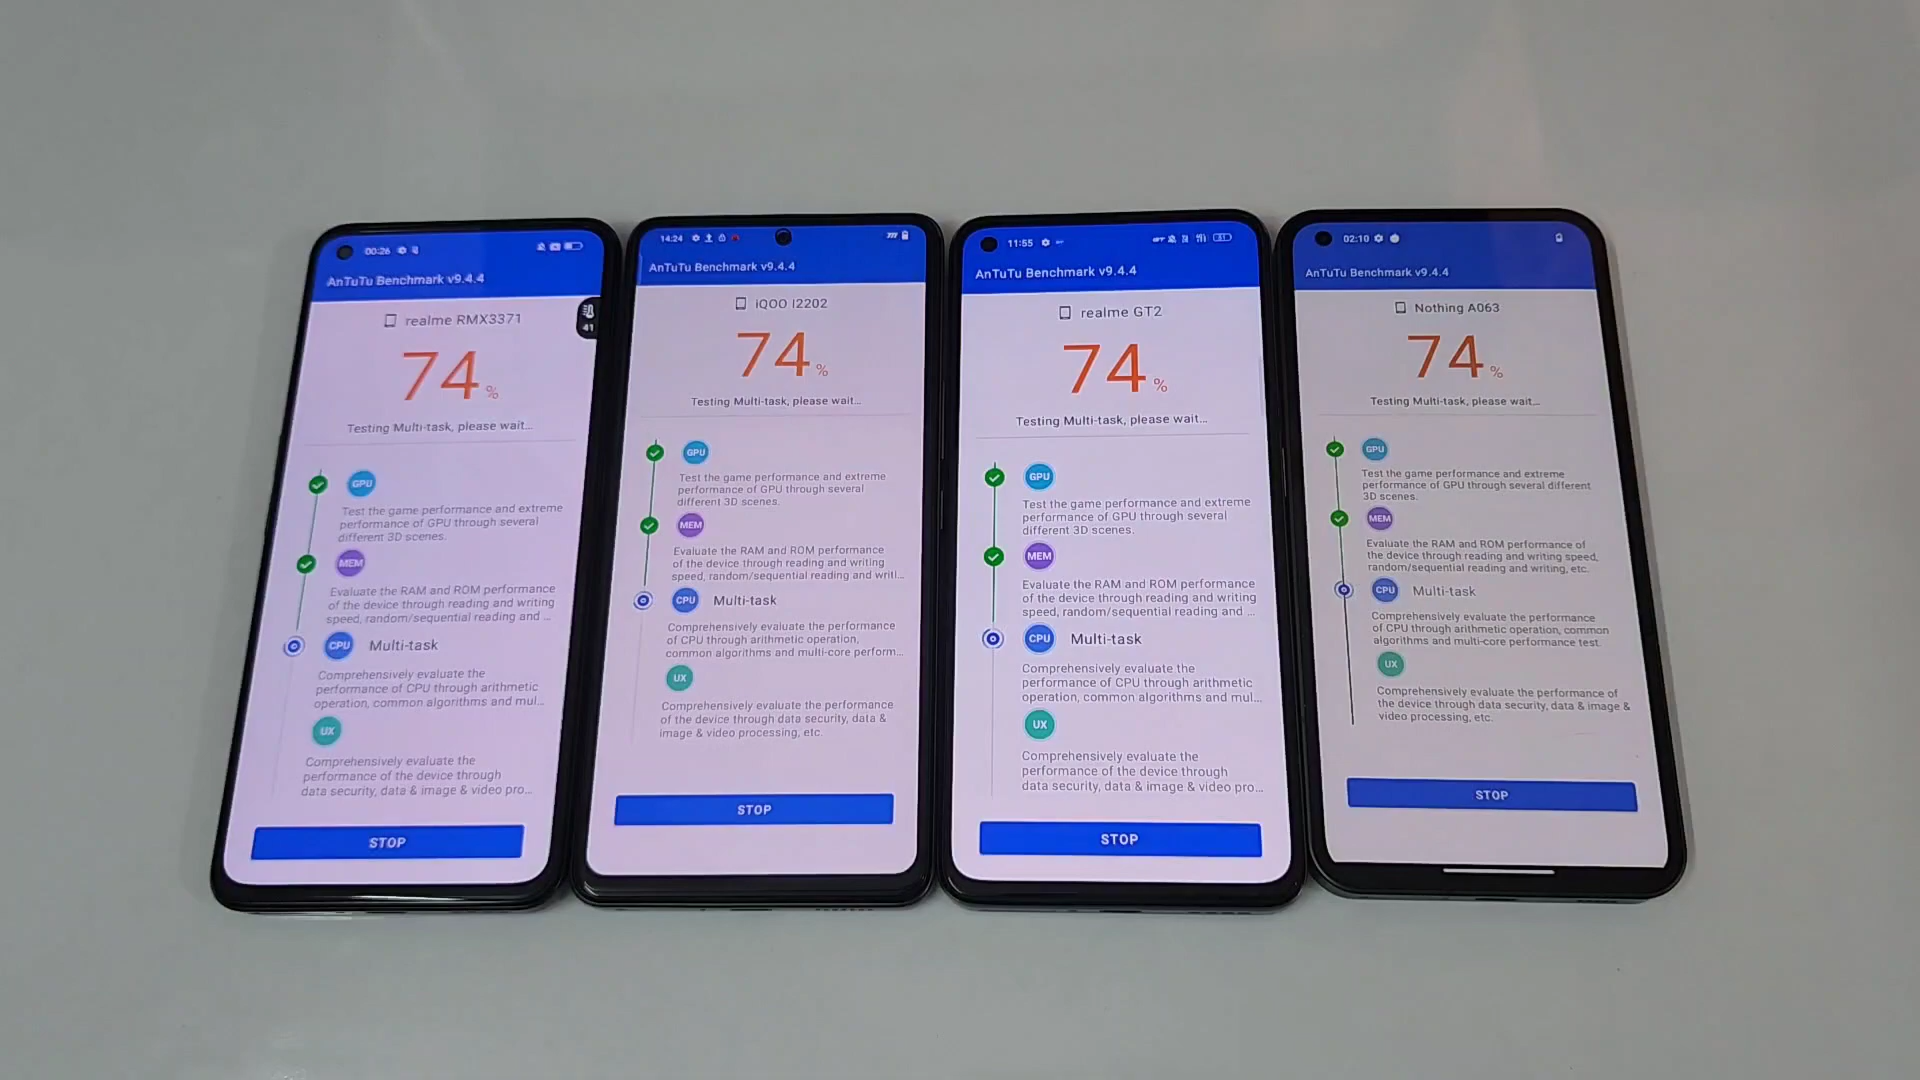 00:26
AnTuTu Benchmark v9.4.4
realme RMX3371
41
74%
Testing Multi-task, please wait...
GPU
Test the game performance and extreme
performance of GPU through several
different 3D scenes.
MEM
Evaluate the RAM and ROM performance
of the device through reading and writing
speed, random/sequential reading and ...
CPU Multi-task
Comprehensively evaluate the
performance of CPU through arithmetic
operation, common algorithms and mul...
UX
Comprehensively evaluate the
performance of the device through
data security, data & image & video pro...
STOP
14:24
AnTuTu Benchmark v9.4.4
iQOO I2202
74%
Testing Multi-task, please wait...
GPU
Test the game performance and extreme
performance of GPU through several
different 3D scenes.
MEM
Evaluate the RAM and ROM performance
of the device through reading and writing
speed, random/sequential reading and writi...
CPU Multi-task
Comprehensively evaluate the performance
of CPU through arithmetic operation,
common algorithms and multi-core perform...
UX
Comprehensively evaluate the performance
of the device through data security, data &
image & video processing, etc.
STOP
11:55
51
AnTuTu Benchmark v9.4.4
realme GT2
74%
Testing Multi-task, please wait...
GPU
Test the game performance and extreme
performance of GPU through several
different 3D scenes.
MEM
Evaluate the RAM and ROM performance
of the device through reading and writing
speed, random/sequential reading and ...
CPU Multi-task
Comprehensively evaluate the
performance of CPU through arithmetic
operation, common algorithms and mul...
UX
Comprehensively evaluate the
performance of the device through
data security, data & image & video pro...
STOP
02:10
AnTuTu Benchmark v9.4.4
Nothing A063
74%
Testing Multi-task, please wait...
GPU
Test the game performance and extreme
performance of GPU through several different
3D scenes.
MEM
Evaluate the RAM and ROM performance of
the device through reading and writing speed,
random/sequential reading and writing, etc.
CPU Multi-task
Comprehensively evaluate the performance
of CPU through arithmetic operation, common
algorithms and multi-core performance test.
UX
Comprehensively evaluate the performance of
the device through data security, data & image &
video processing, etc.
STOP